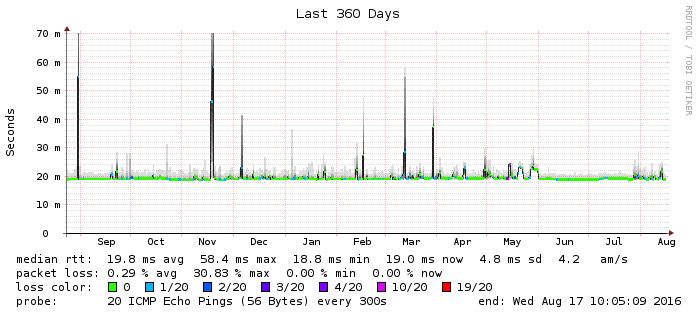 Last 360 Days
RRDTOOL / TOBI OETIKER
Seconds
70 m
60 m
50 m
40 m
30 m
20 m
10 m
0
Sep Oct Nov Dec Jan Feb Mar Apr May Jun Jul Aug
median rtt: 19.8 ms avg 58.4 ms max 18.8 ms min 19.0 ms now 4.8 ms sd 4.2 am/s
packet loss: 0.29 % avg 30.83 % max 0.00 % min 0.00 % now
loss color: 0 1/20 2/20 3/20 4/20 10/20 19/20
probe: 20 ICMP Echo Pings (56 Bytes) every 300s end: Wed Aug 17 10:05:09 2016